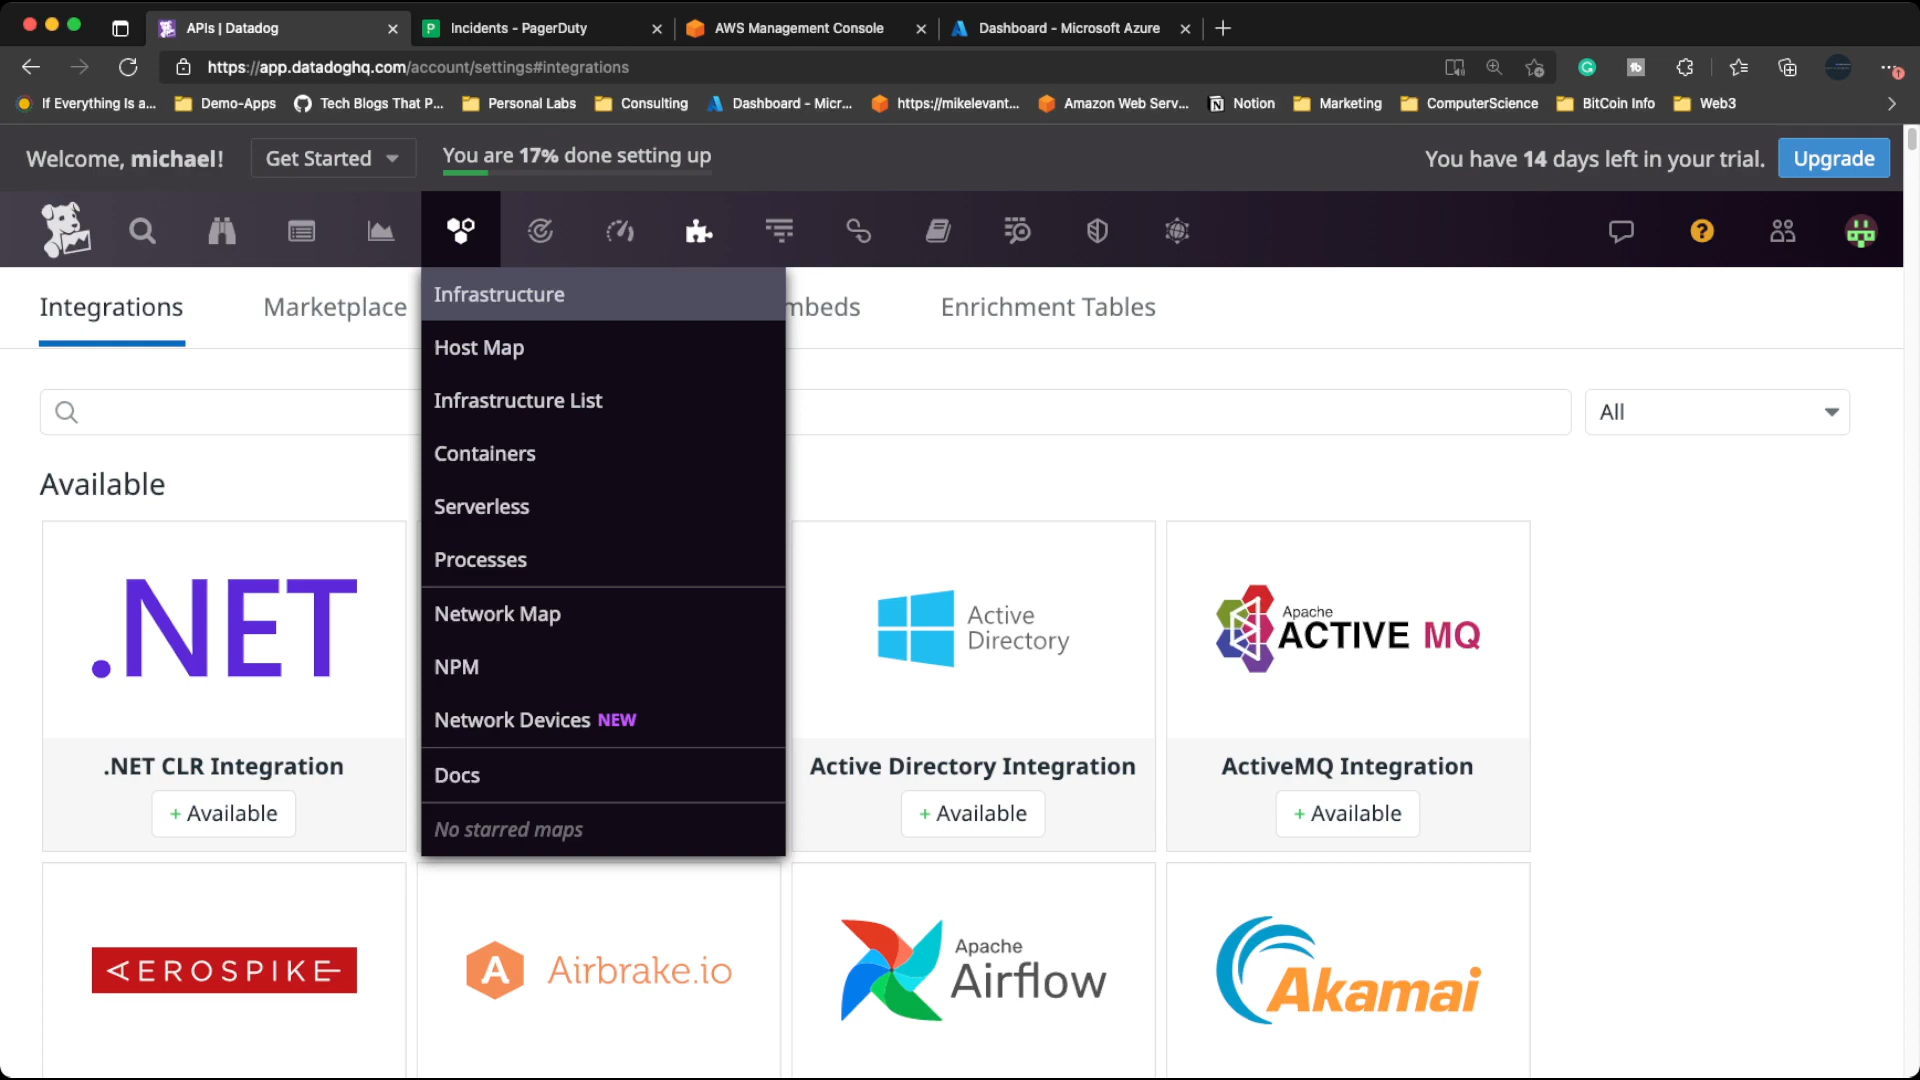 APIs | Datadog
Incidents - PagerDuty
AWS Management Console
Dashboard - Microsoft Azure
https://app.datadoghq.com/account/settings#integrations
If Everything Is a...
Demo-Apps
Tech Blogs That P...
Personal Labs
Consulting
Dashboard - Micr...
https://mikelevant...
Amazon Web Serv...
Notion
Marketing
ComputerScience
BitCoin Info
Web3
Welcome, michael!
Get Started
You are 17% done setting up
You have 14 days left in your trial.
Upgrade
Integrations
Marketplace
mbeds
Enrichment Tables
Infrastructure
Host Map
Infrastructure List
Containers
Serverless
Processes
Network Map
NPM
Network Devices NEW
Docs
No starred maps
All
Available
.NET
.NET CLR Integration
+ Available
Active
Directory
Active Directory Integration
+ Available
Apache
ACTIVE MQ
ActiveMQ Integration
+ Available
AEROSPIKE
A Airbrake.io
Apache
Airflow
Akamai